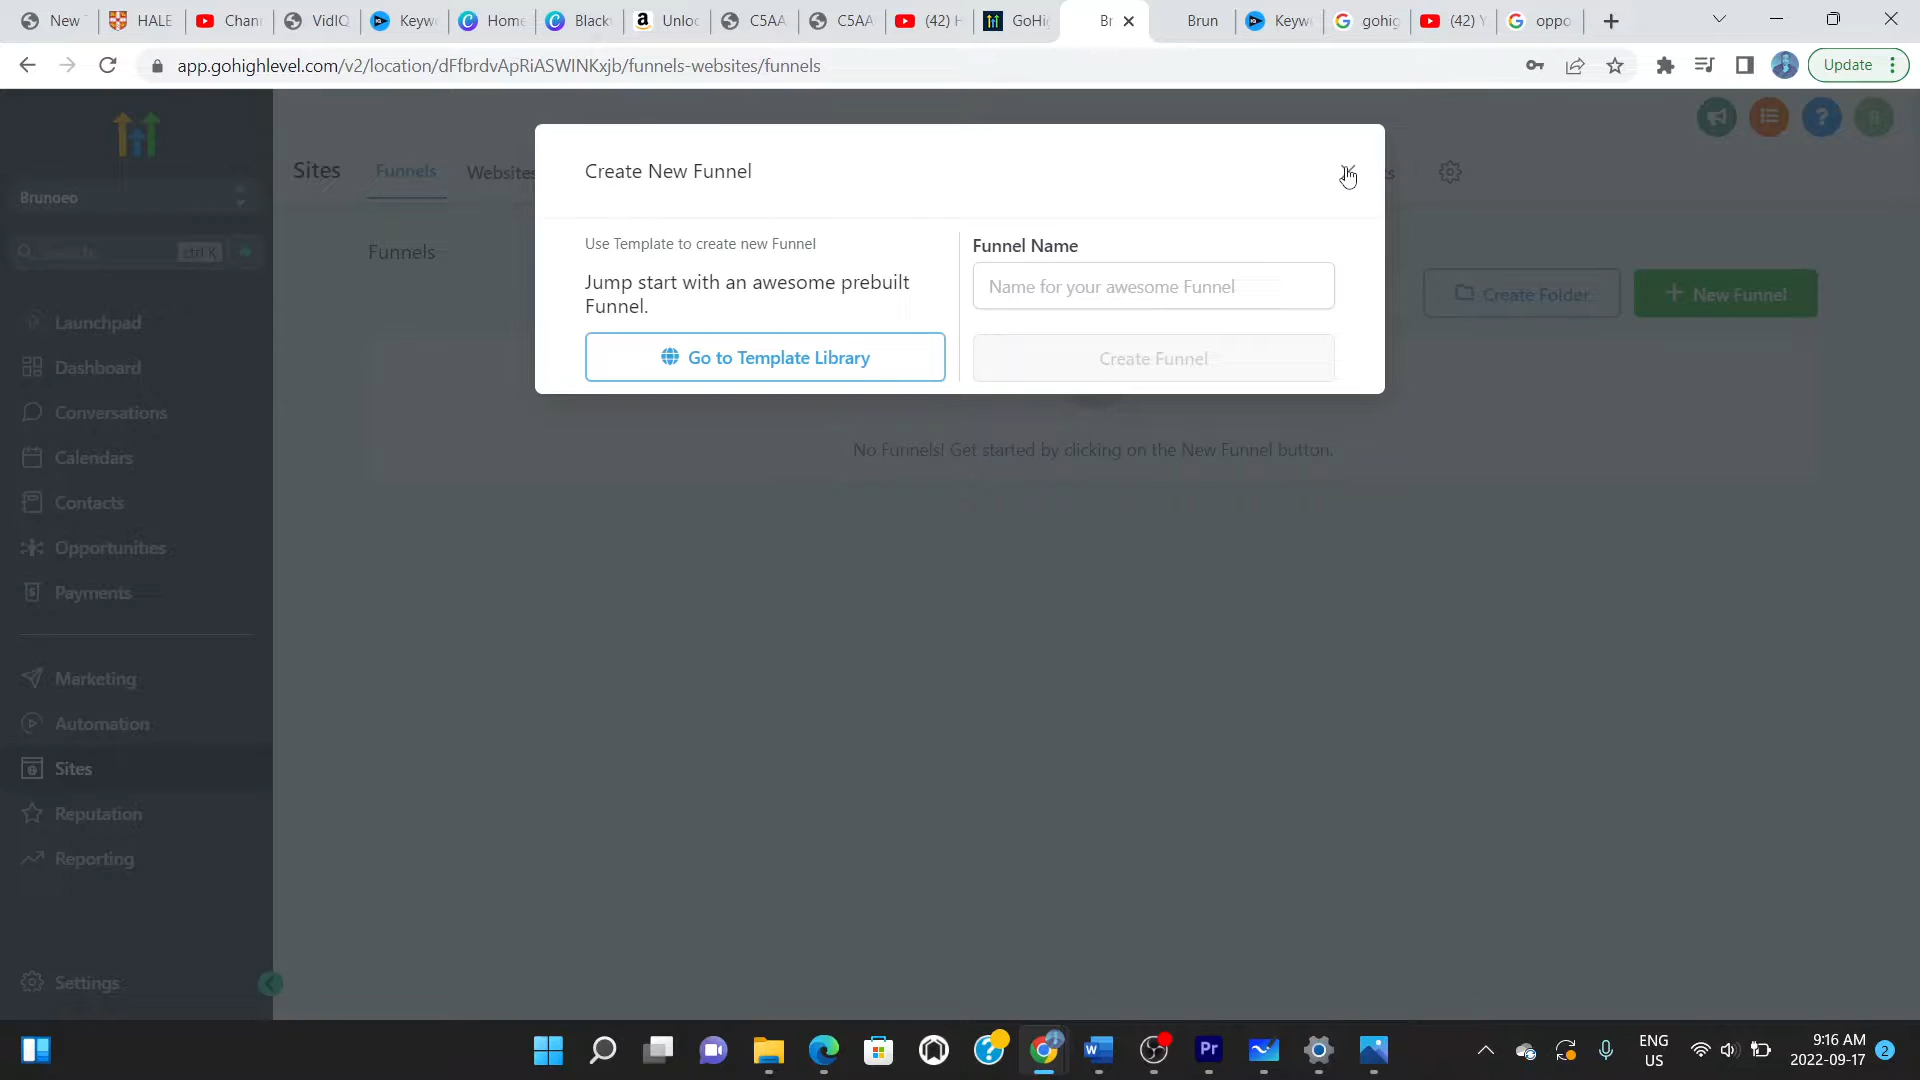 New
HALE
Chann
VidIQ
Keyw
Home
Black
Unloc
C5AA
C5AA
(42) H
GoHig
Br
Brun
Keyw
gohig
(42) Y
oppo
app.gohighlevel.com/v2/location/dFfbrdvApRiASWINKxjb/funnels-websites/funnels
Update
Brunoeo
ctrl K
Sites
Funnels
Websites
Create New Funnel
Use Template to create new Funnel
Jump start with an awesome prebuilt
Funnel.
Go to Template Library
Funnel Name
Name for your awesome Funnel
Create Funnel
Funnels
Create Folder
+ New Funnel
No Funnels! Get started by clicking on the New Funnel button.
Launchpad
Dashboard
Conversations
Calendars
Contacts
Opportunities
Payments
Marketing
Automation
Sites
Reputation
Reporting
Settings
ENG
US
9:16 AM
2022-09-17
2